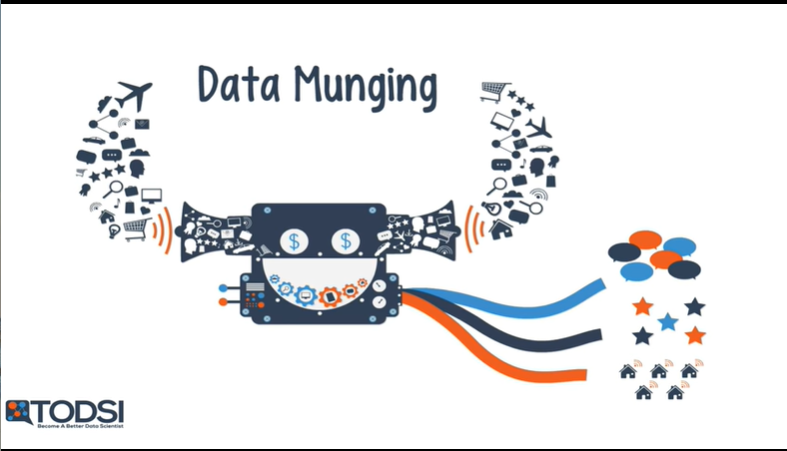 Data Munging
$ $
TODSI
Become A Better Data Scientist